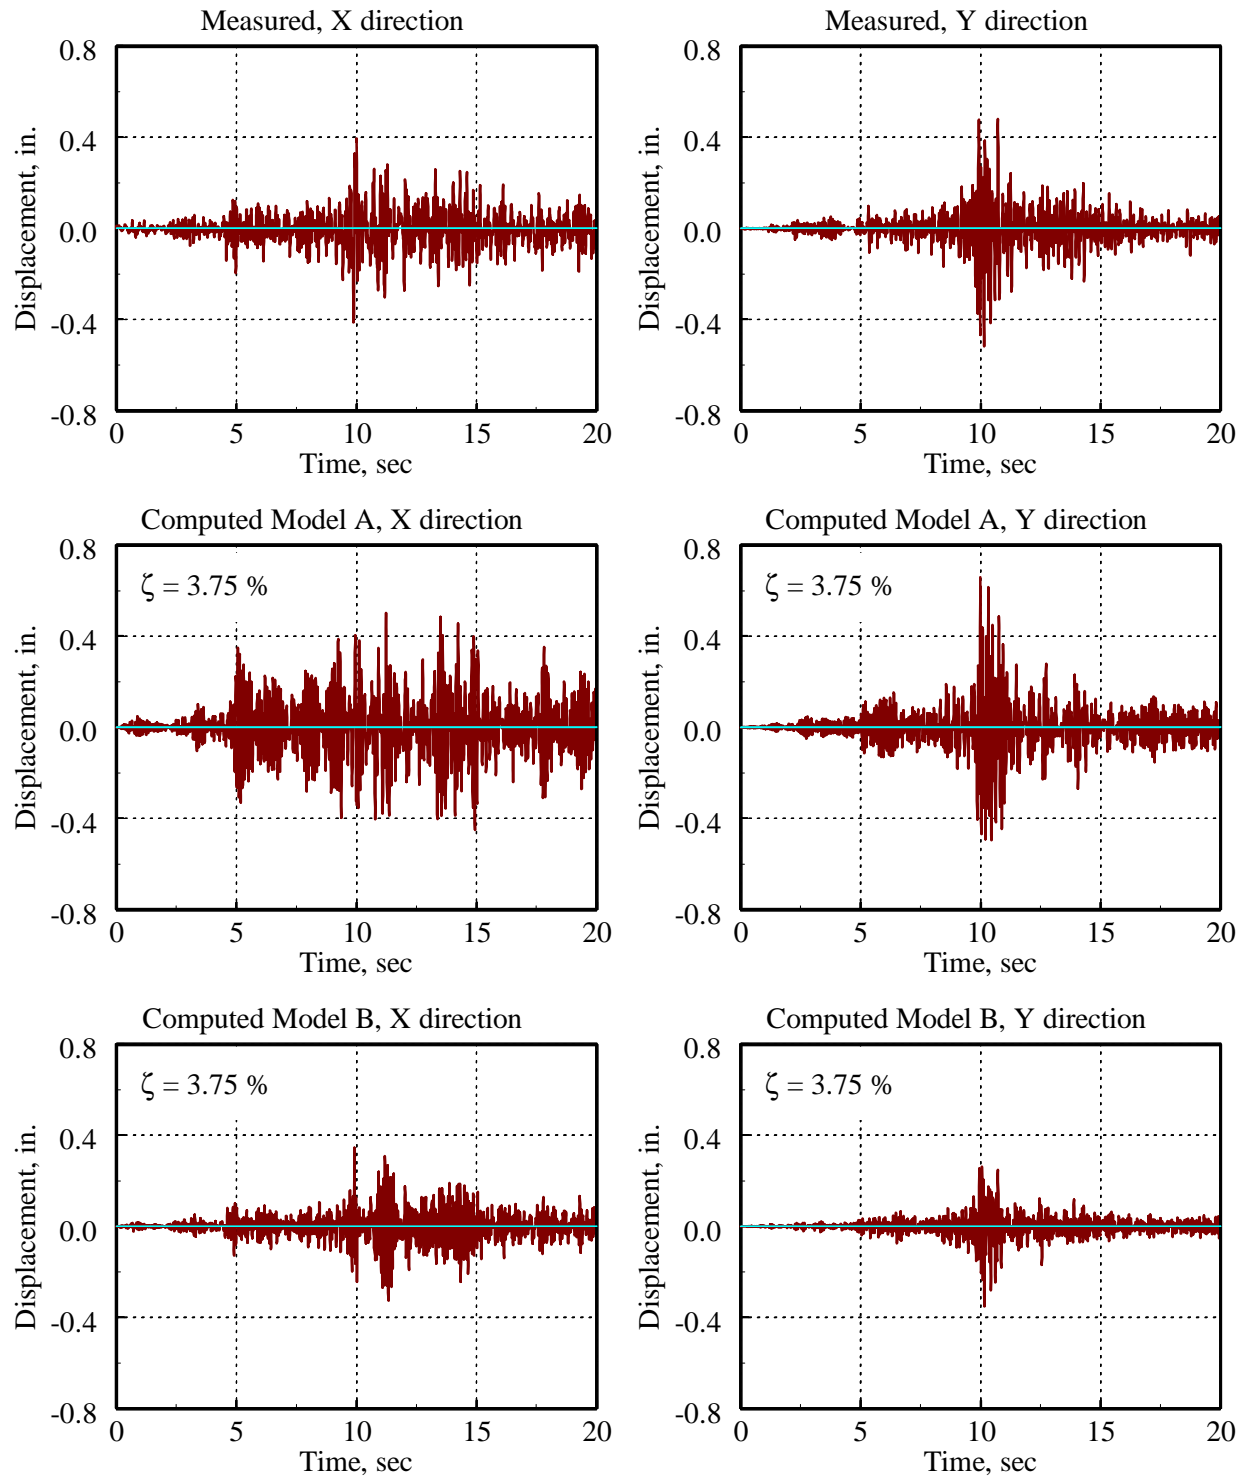 Measured, X direction
0.8
0.4
0.0
-0.4
-0.8
Displacement, in.
0 5 10 15 20
Time, sec
Measured, Y direction
0.8
0.4
0.0
-0.4
-0.8
Displacement, in.
0 5 10 15 20
Time, sec
Computed Model A, X direction
ζ = 3.75 %
0.8
0.4
0.0
-0.4
-0.8
Displacement, in.
0 5 10 15 20
Time, sec
Computed Model A, Y direction
ζ = 3.75 %
0.8
0.4
0.0
-0.4
-0.8
Displacement, in.
0 5 10 15 20
Time, sec
Computed Model B, X direction
ζ = 3.75 %
0.8
0.4
0.0
-0.4
-0.8
Displacement, in.
0 5 10 15 20
Time, sec
Computed Model B, Y direction
ζ = 3.75 %
0.8
0.4
0.0
-0.4
-0.8
Displacement, in.
0 5 10 15 20
Time, sec